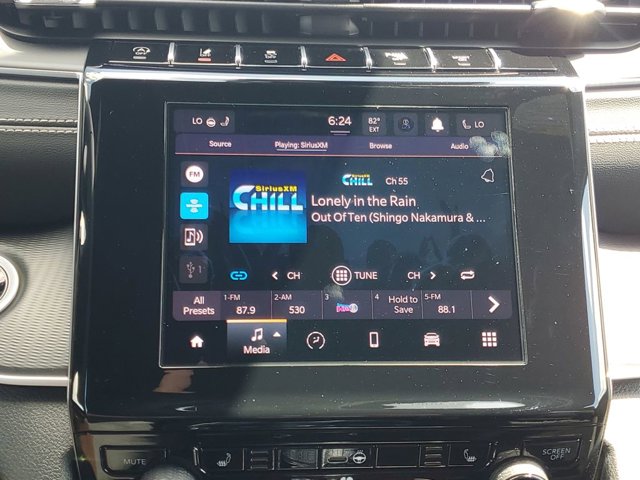 LO 6:24 82° EXT LO
Source Playing: SiriusXM Browse Audio
FM
SiriusXM CHILL
CHILL Ch 55
Lonely in the Rain
Out Of Ten (Shingo Nakamura & ...
1
CH TUNE CH
All Presets
1-FM 87.9
2-AM 530
3
4 Hold to Save
5-FM 88.1
Media
MUTE
SCREEN OFF